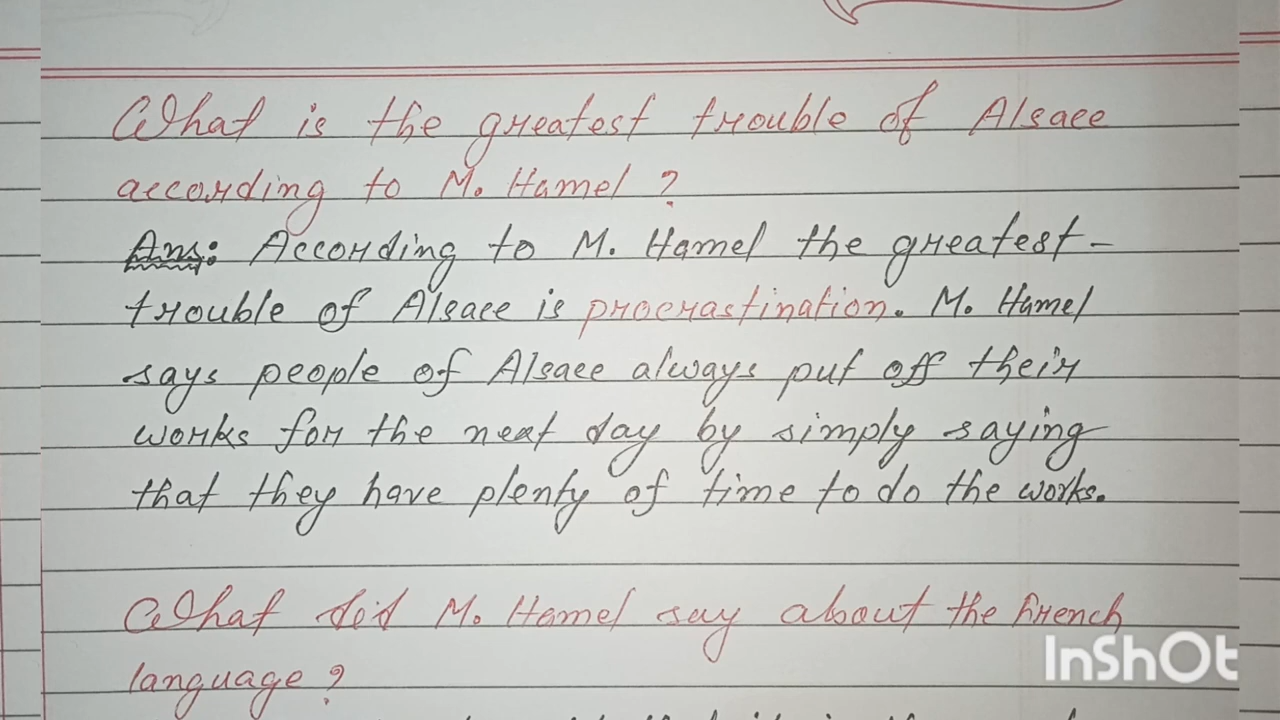 What is the greatest trouble of Alsace
according to M. Hamel ?
Ans: According to M. Hamel the greatest-
trouble of Alsace is procrastination. M. Hamel
says people of Alsace always put off their
works for the next day by simply saying
that they have plenty of time to do the works.
What did M. Hamel say about the French
language ?
InShOt